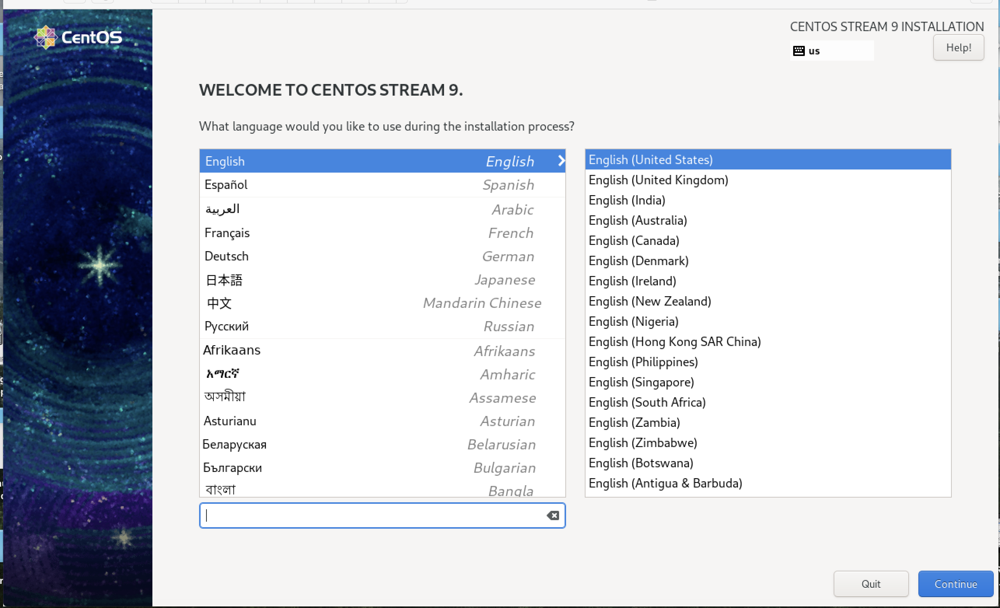 CentOS
CENTOS STREAM 9 INSTALLATION
us
Help!
WELCOME TO CENTOS STREAM 9.
What language would you like to use during the installation process?
English English
Español Spanish
العربية Arabic
Français French
Deutsch German
日本語 Japanese
中文 Mandarin Chinese
Русский Russian
Afrikaans Afrikaans
አማርኛ Amharic
অসমীয়া Assamese
Asturianu Asturian
Беларуская Belarusian
Български Bulgarian
বাংলা Bangla
English (United States)
English (United Kingdom)
English (India)
English (Australia)
English (Canada)
English (Denmark)
English (Ireland)
English (New Zealand)
English (Nigeria)
English (Hong Kong SAR China)
English (Philippines)
English (Singapore)
English (South Africa)
English (Zambia)
English (Zimbabwe)
English (Botswana)
English (Antigua & Barbuda)
Quit
Continue